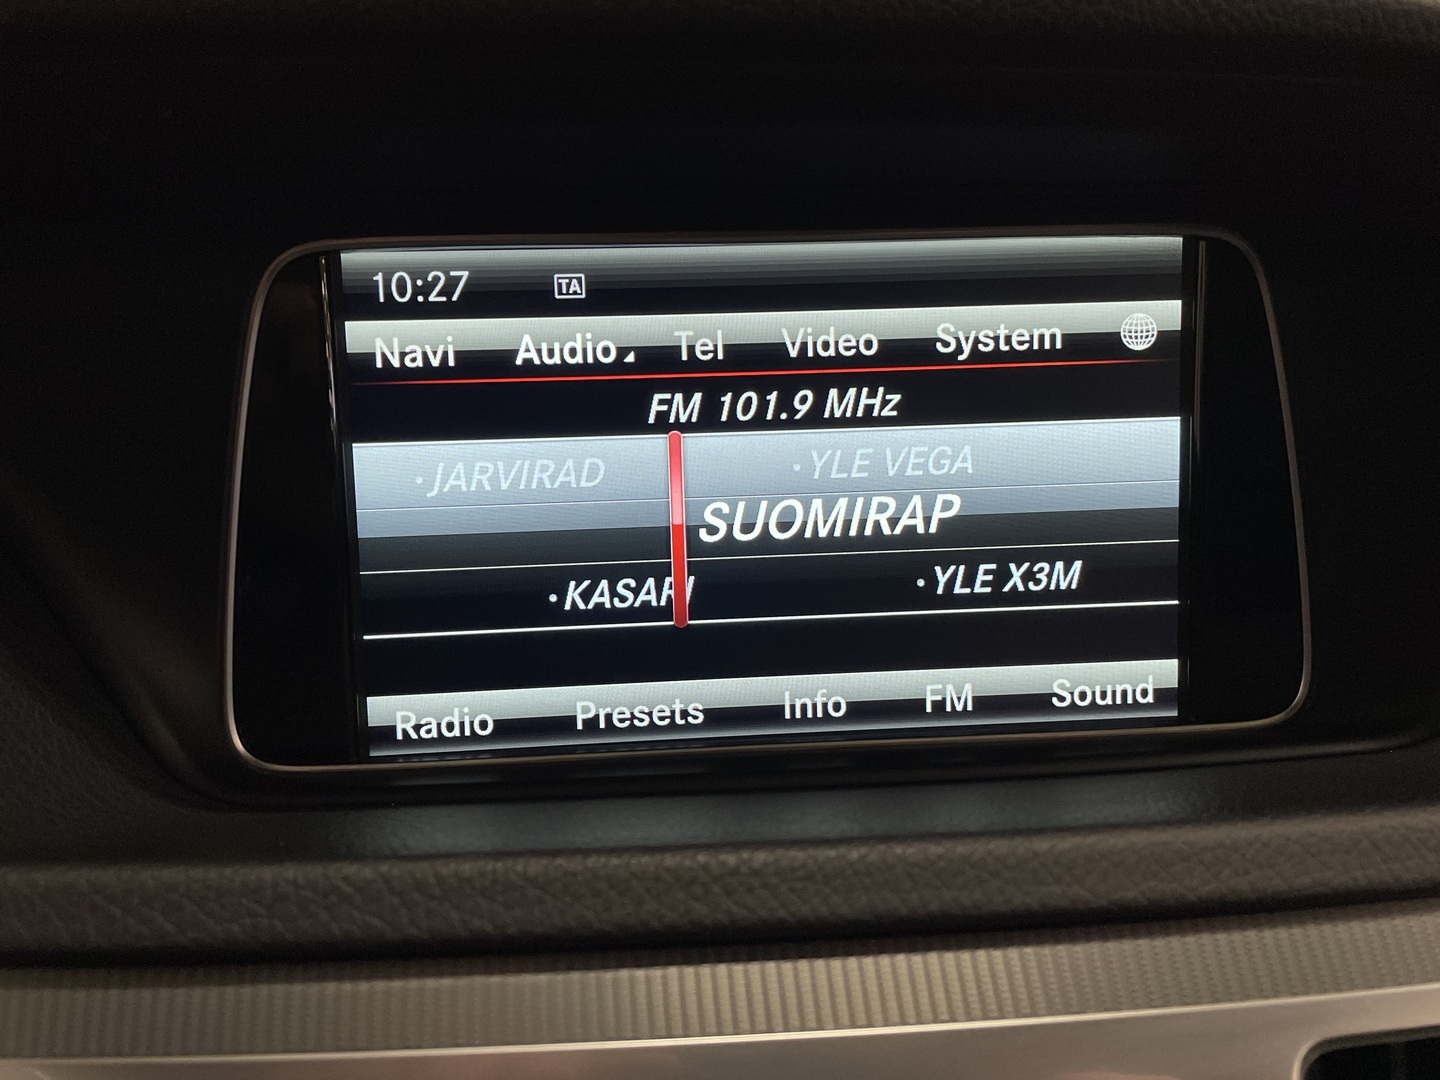 10:27 TA
Navi Audio Tel Video System
FM 101.9 MHz
·JARVIRAD ·YLE VEGA
SUOMIRAP
·KASARI ·YLE X3M
Radio Presets Info FM Sound